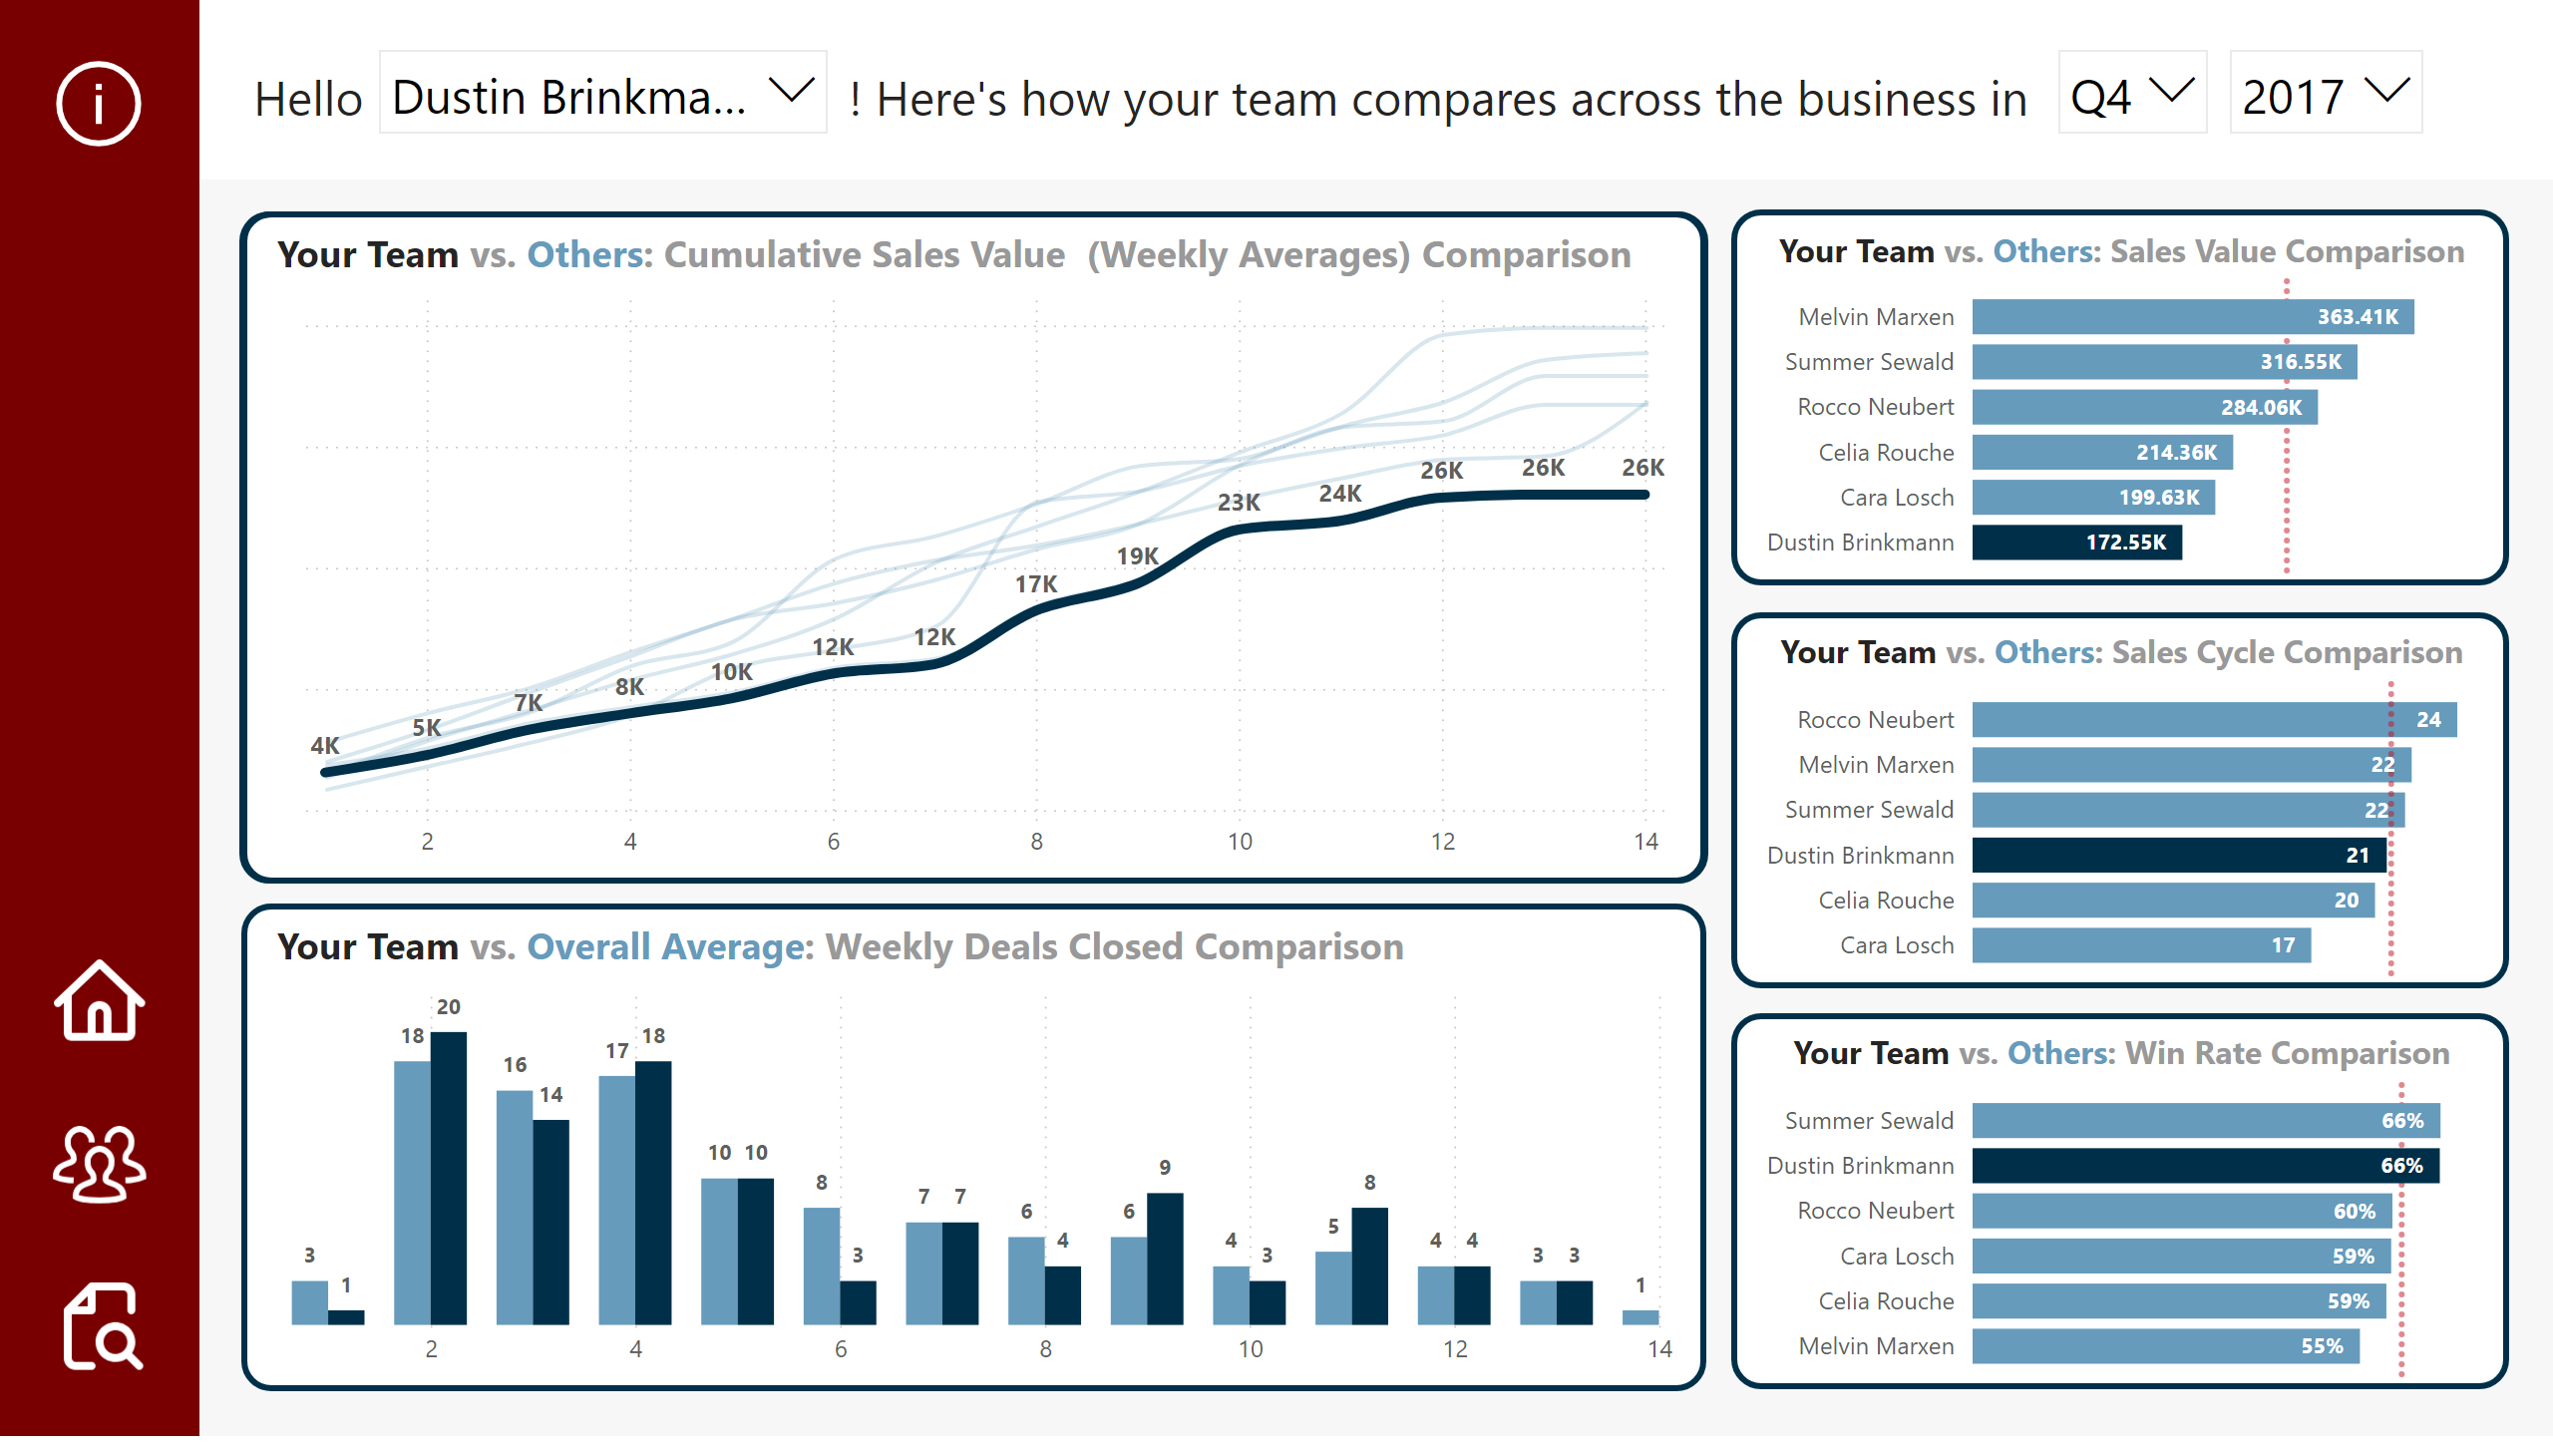 Hello Dustin Brinkma... ! Here's how your team compares across the business in Q4 2017
Your Team vs. Others: Cumulative Sales Value (Weekly Averages) Comparison
4K 5K 7K 8K 10K 12K 12K 17K 19K 23K 24K 26K 26K 26K
2 4 6 8 10 12 14
Your Team vs. Overall Average: Weekly Deals Closed Comparison
3 1 18 20 16 14 17 18 10 10 8 3 7 7 6 4 6 9 4 3 5 8 4 4 3 3 1
2 4 6 8 10 12 14
Your Team vs. Others: Sales Value Comparison
Melvin Marxen 363.41K
Summer Sewald 316.55K
Rocco Neubert 284.06K
Celia Rouche 214.36K
Cara Losch 199.63K
Dustin Brinkmann 172.55K
Your Team vs. Others: Sales Cycle Comparison
Rocco Neubert 24
Melvin Marxen 22
Summer Sewald 22
Dustin Brinkmann 21
Celia Rouche 20
Cara Losch 17
Your Team vs. Others: Win Rate Comparison
Summer Sewald 66%
Dustin Brinkmann 66%
Rocco Neubert 60%
Cara Losch 59%
Celia Rouche 59%
Melvin Marxen 55%